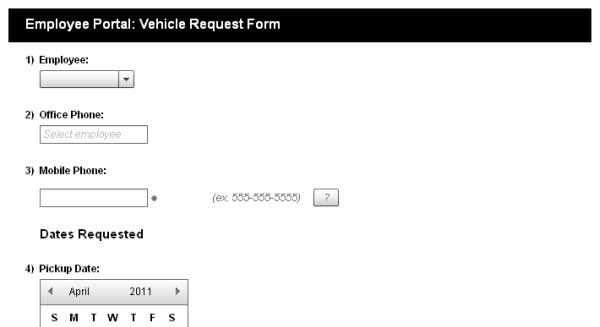 Employee Portal: Vehicle Request Form
1) Employee:
2) Office Phone:
Select employee
3) Mobile Phone:
* (ex. 555-555-5555) ?
Dates Requested
4) Pickup Date:
April 2011
S M T W T F S